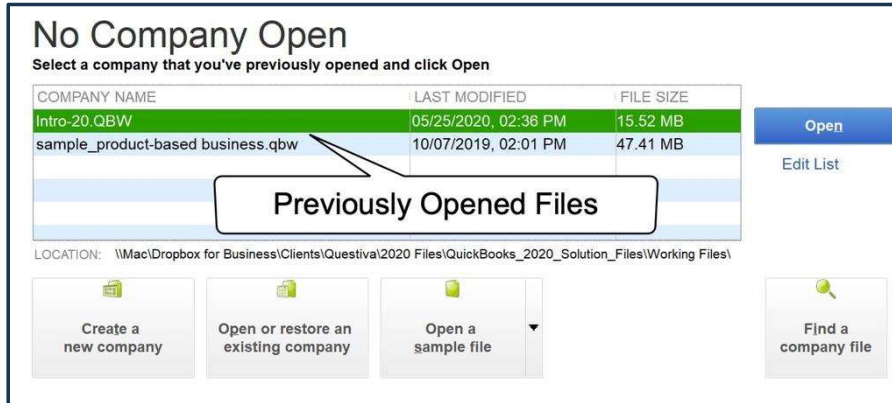 No Company Open
Select a company that you've previously opened and click Open
COMPANY NAME LAST MODIFIED FILE SIZE
Intro-20.QBW 05/25/2020, 02:36 PM 15.52 MB
sample_product-based business.qbw 10/07/2019, 02:01 PM 47.41 MB
Open
Edit List
Previously Opened Files
LOCATION: \\Mac\Dropbox for Business\Clients\Questiva\2020 Files\QuickBooks_2020_Solution_Files\Working Files\
Create a
new company
Open or restore an
existing company
Open a
sample file
Find a
company file